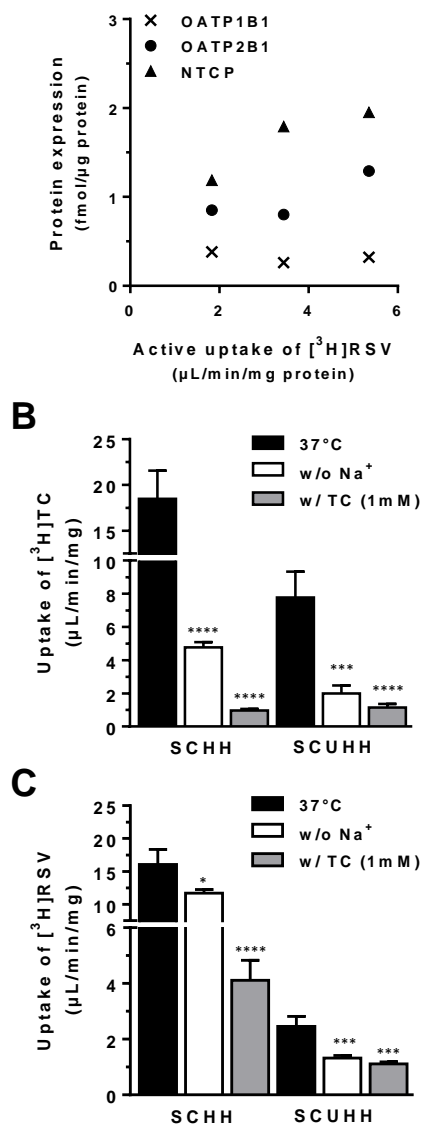 OATP1B1
OATP2B1
NTCP
Protein expression
(fmol/µg protein)
3
2
1
0
0 2 4 6
Active uptake of [³H]RSV
(µL/min/mg protein)
B
37°C
w/o Na⁺
w/ TC (1mM)
Uptake of [³H]TC
(µL/min/mg)
25
20
15
10
8
6
4
2
0
****
****
***
****
SCHH SCUHH
C
37°C
w/o Na⁺
w/ TC (1mM)
Uptake of [³H]RSV
(µL/min/mg)
25
20
15
10
6
4
2
0
*
****
***
***
SCHH SCUHH